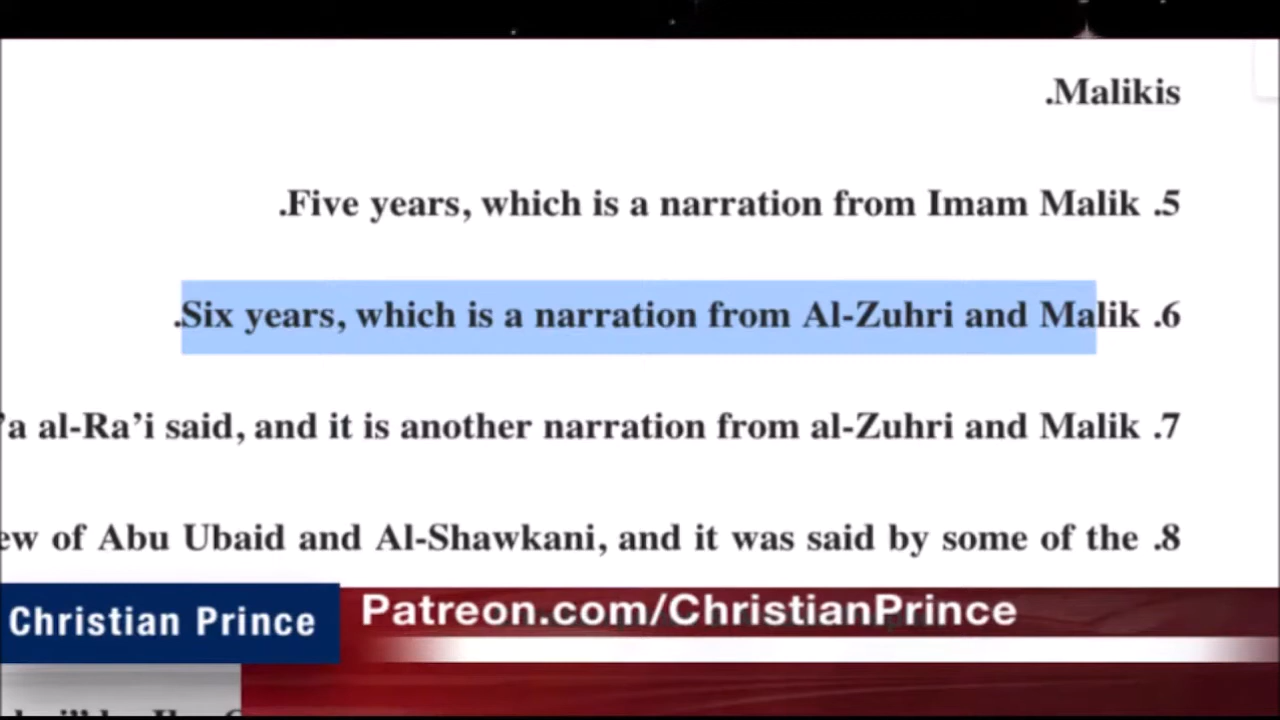 .Malikis
.Five years, which is a narration from Imam Malik .5
.Six years, which is a narration from Al-Zuhri and Malik .6
’a al-Ra’i said, and it is another narration from al-Zuhri and Malik .7
ew of Abu Ubaid and Al-Shawkani, and it was said by some of the .8
Christian Prince
Patreon.com/ChristianPrince